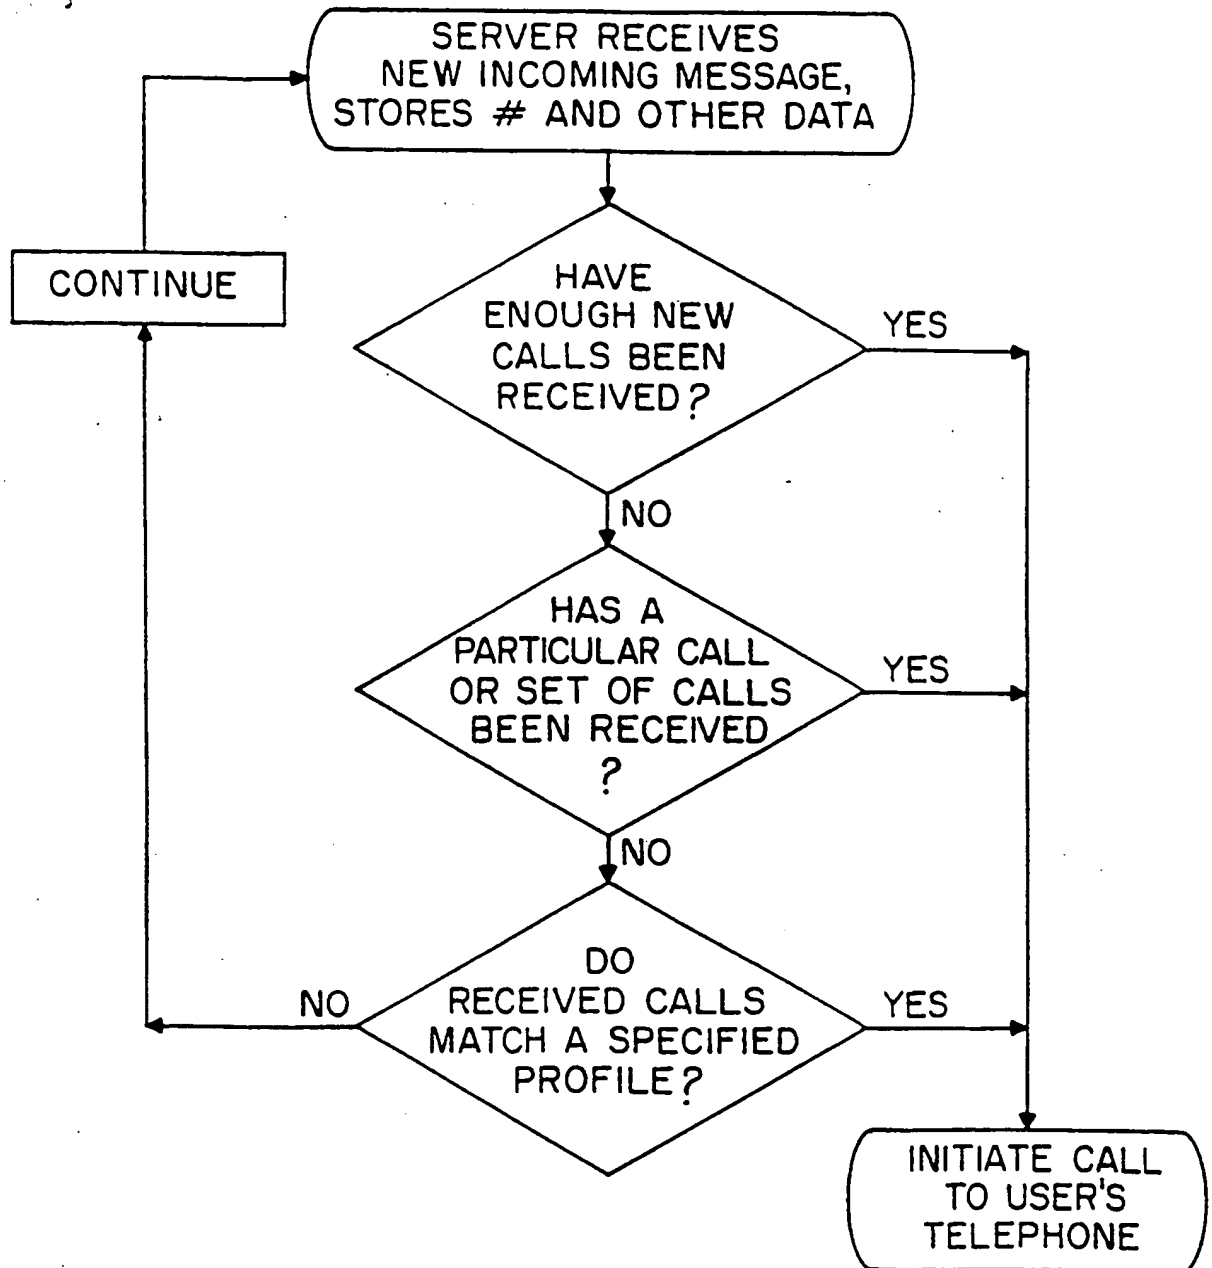 SERVER RECEIVES
NEW INCOMING MESSAGE,
STORES # AND OTHER DATA
CONTINUE
HAVE
ENOUGH NEW
CALLS BEEN
RECEIVED?
YES
NO
HAS A
PARTICULAR CALL
OR SET OF CALLS
BEEN RECEIVED
?
YES
NO
DO
RECEIVED CALLS
MATCH A SPECIFIED
PROFILE?
NO
YES
INITIATE CALL
TO USER'S
TELEPHONE